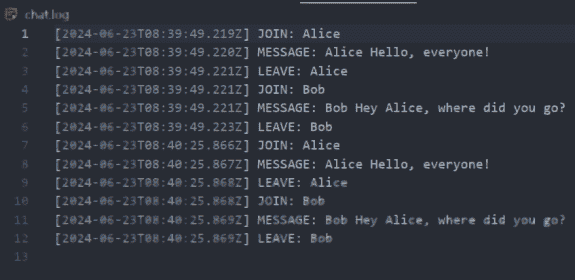 chat.log
1 [2024-06-23T08:39:49.219Z] JOIN: Alice
2 [2024-06-23T08:39:49.220Z] MESSAGE: Alice Hello, everyone!
3 [2024-06-23T08:39:49.221Z] LEAVE: Alice
4 [2024-06-23T08:39:49.221Z] JOIN: Bob
5 [2024-06-23T08:39:49.221Z] MESSAGE: Bob Hey Alice, where did you go?
6 [2024-06-23T08:39:49.223Z] LEAVE: Bob
7 [2024-06-23T08:40:25.866Z] JOIN: Alice
8 [2024-06-23T08:40:25.867Z] MESSAGE: Alice Hello, everyone!
9 [2024-06-23T08:40:25.868Z] LEAVE: Alice
10 [2024-06-23T08:40:25.868Z] JOIN: Bob
11 [2024-06-23T08:40:25.869Z] MESSAGE: Bob Hey Alice, where did you go?
12 [2024-06-23T08:40:25.869Z] LEAVE: Bob
13